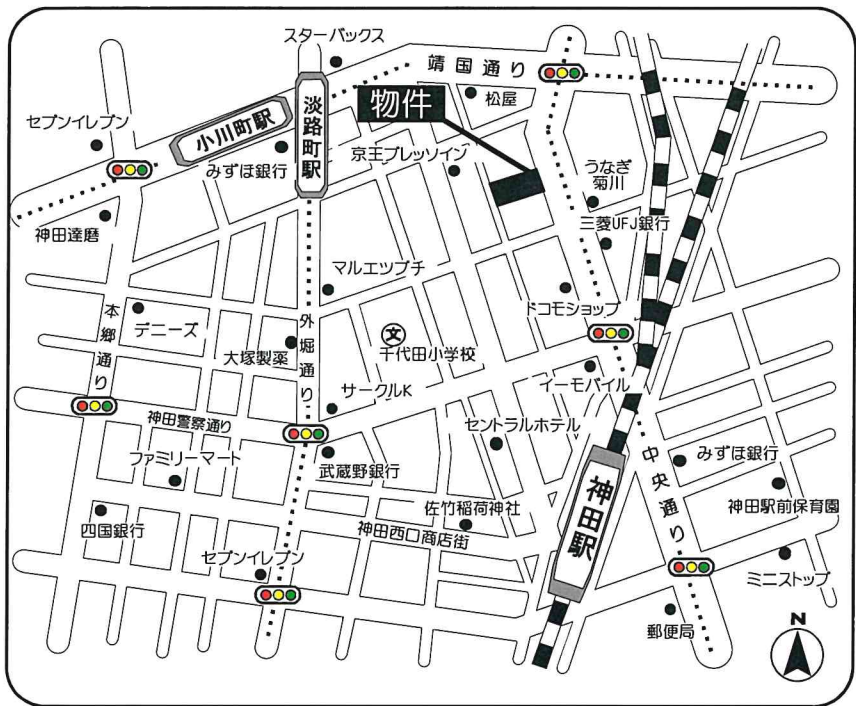 スターバックス
靖国通り
セブンイレブン
小川町駅
淡路町駅
物件
松屋
みずほ銀行
京王プレッソイン
うなぎ
菊川
神田達磨
三菱UFJ銀行
マルエツプチ
ドコモショップ
本郷通り
デニーズ
外堀通り
大塚製薬
文
千代田小学校
イーモバイル
サークルK
神田警察通り
セントラルホテル
中央通り
みずほ銀行
ファミリーマート
武蔵野銀行
神田駅
神田駅前保育園
四国銀行
佐竹稲荷神社
神田西口商店街
セブンイレブン
ミニストップ
郵便局
N